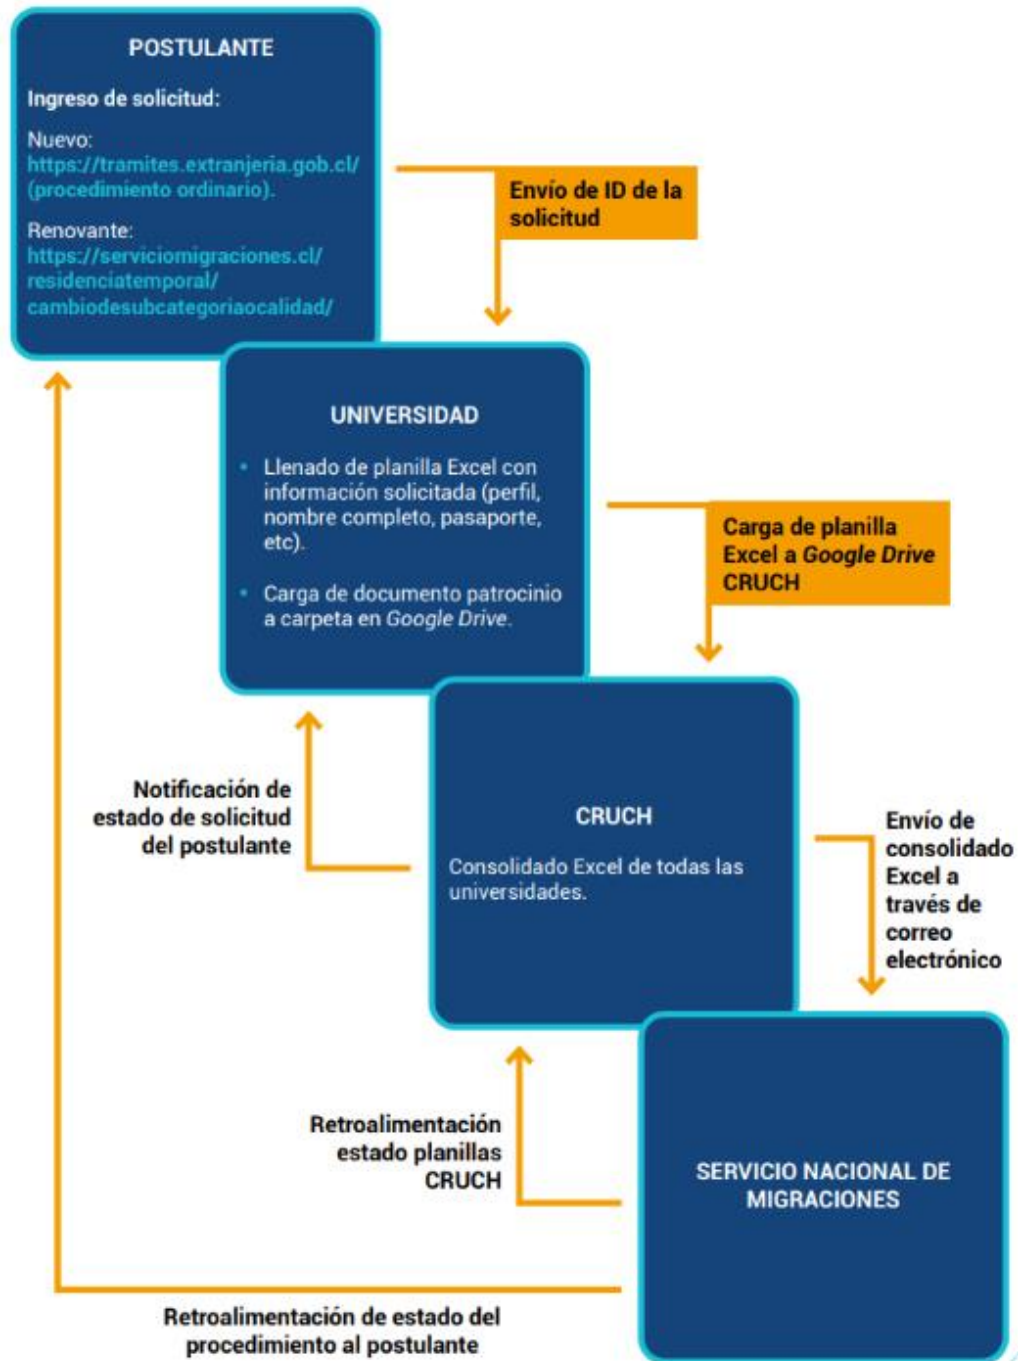 POSTULANTE
Ingreso de solicitud:
Nuevo:
https://tramites.extranjeria.gob.cl/
(procedimiento ordinario).
Renovante:
https://serviciomigraciones.cl/
residenciatemporal/
cambiodesubcategoriaocalidad/
Envío de ID de la
solicitud
UNIVERSIDAD
• Llenado de planilla Excel con
información solicitada (perfil,
nombre completo, pasaporte,
etc).
• Carga de documento patrocinio
a carpeta en Google Drive.
Carga de planilla
Excel a Google Drive
CRUCH
Notificación de
estado de solicitud
del postulante
CRUCH
Consolidado Excel de todas las
universidades.
Envío de
consolidado
Excel a
través de
correo
electrónico
Retroalimentación
estado planillas
CRUCH
SERVICIO NACIONAL DE
MIGRACIONES
Retroalimentación de estado del
procedimiento al postulante